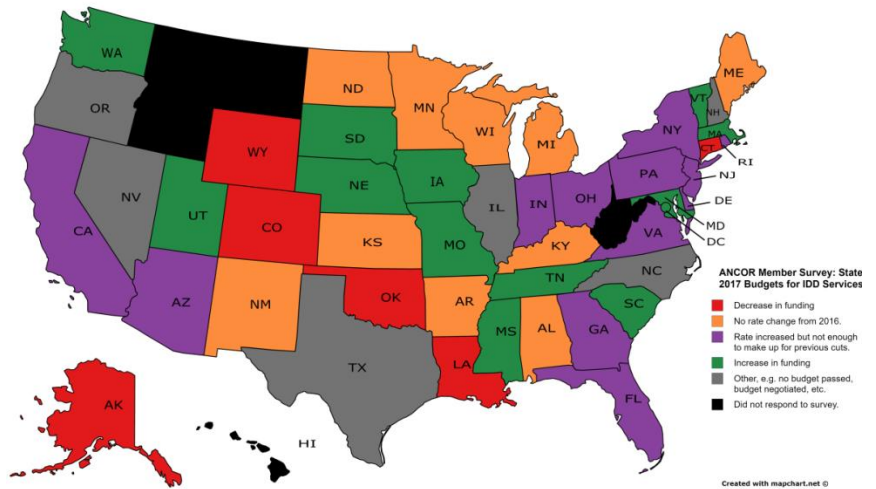 WA
ND
ME
MN
VT
NH
OR
WI
SD
MI
NY
MA
CT
RI
WY
NJ
IA
PA
NE
DE
NV
IL
IN
OH
UT
MD
CO
DC
CA
KS
MO
VA
KY
NC
TN
AZ
OK
NM
AR
SC
MS
AL
GA
TX
LA
FL
AK
HI
ANCOR Member Survey: State
2017 Budgets for IDD Services
Decrease in funding
No rate change from 2016.
Rate increased but not enough
to make up for previous cuts.
Increase in funding
Other, e.g. no budget passed,
budget negotiated, etc.
Did not respond to survey.
Created with mapchart.net ©